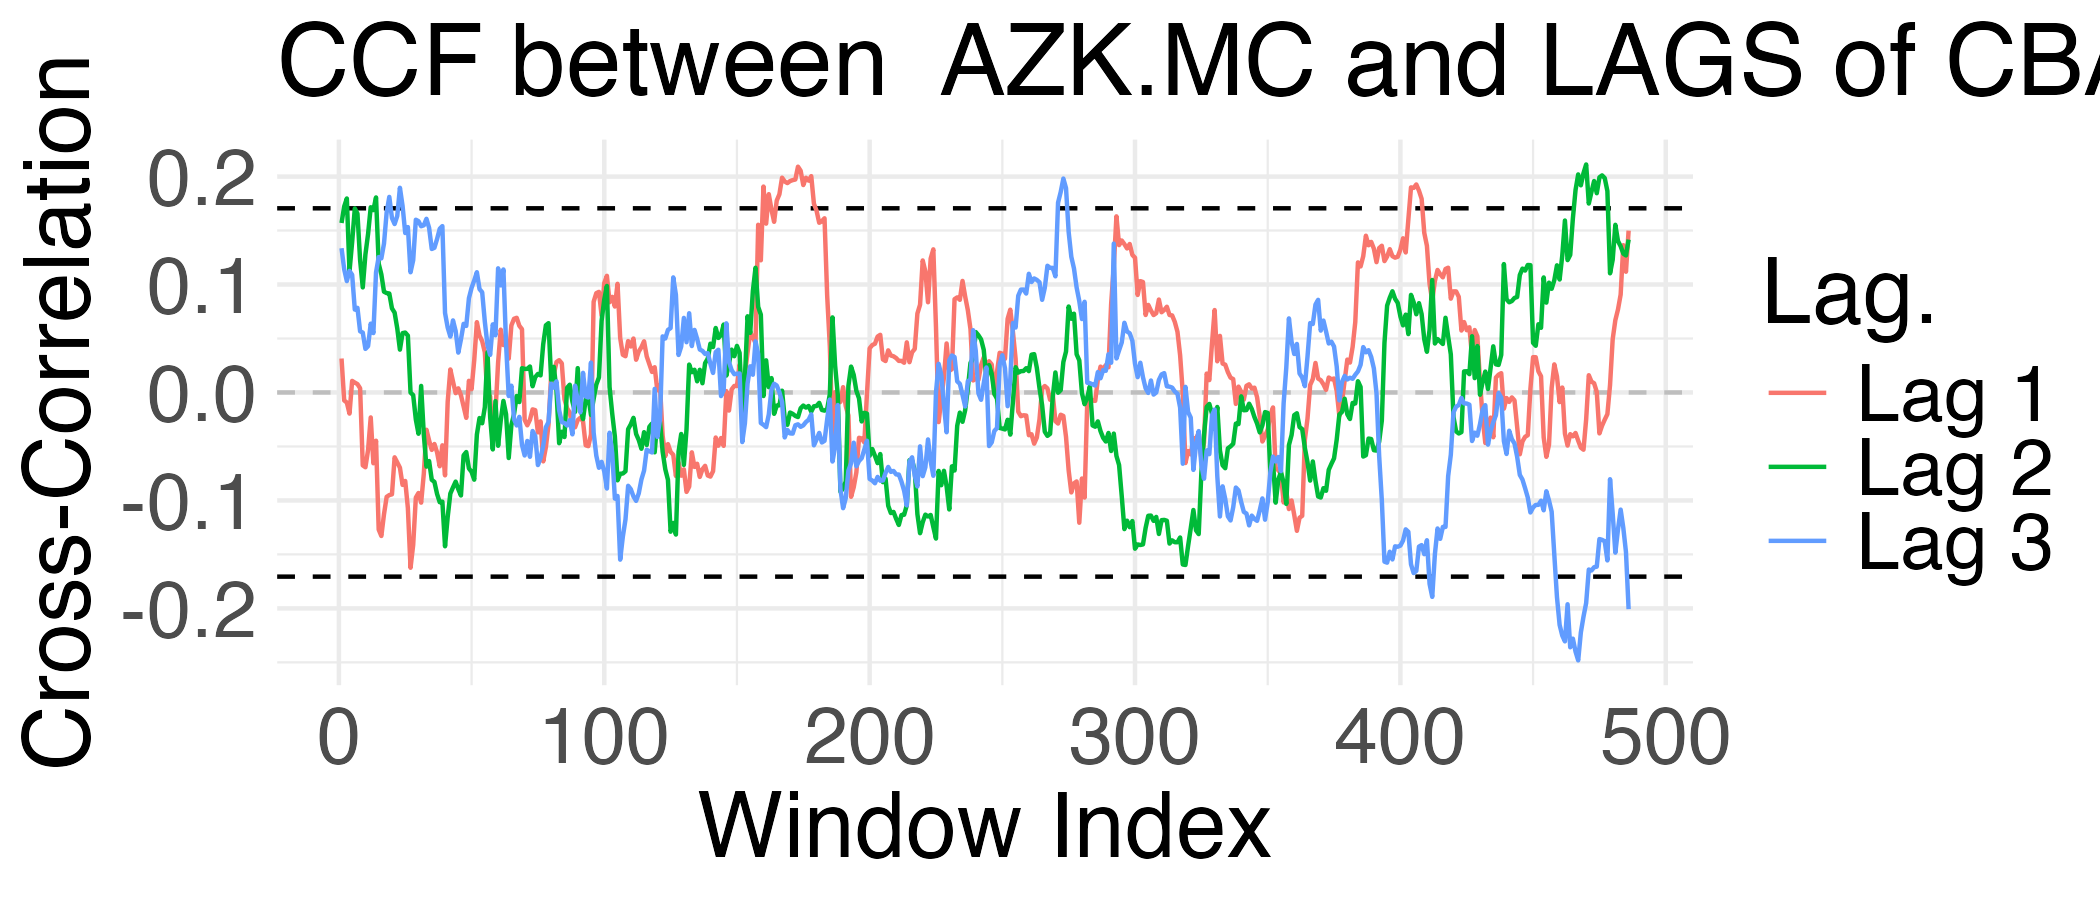 CCF between AZK.MC and LAGS of CBA
Cross-Correlation
0.2
0.1
0.0
-0.1
-0.2
0 100 200 300 400 500
Window Index
Lag.
Lag 1
Lag 2
Lag 3